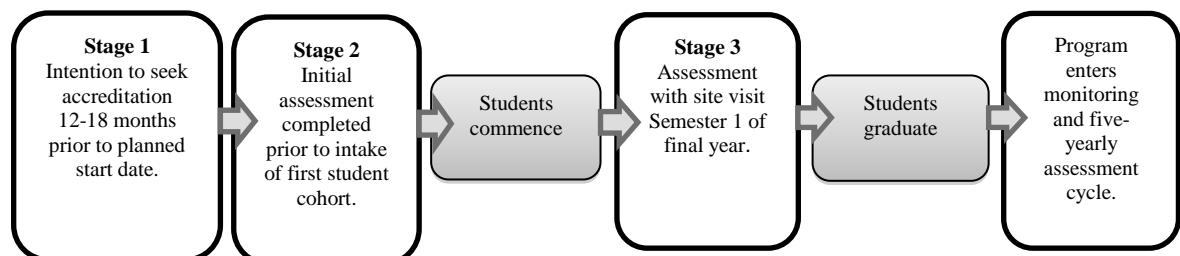 Stage 1
Intention to seek
accreditation
12-18 months
prior to planned
start date.
Stage 2
Initial
assessment
completed
prior to intake
of first student
cohort.
Students
commence
Stage 3
Assessment
with site visit
Semester 1 of
final year.
Students
graduate
Program
enters
monitoring
and five-
yearly
assessment
cycle.